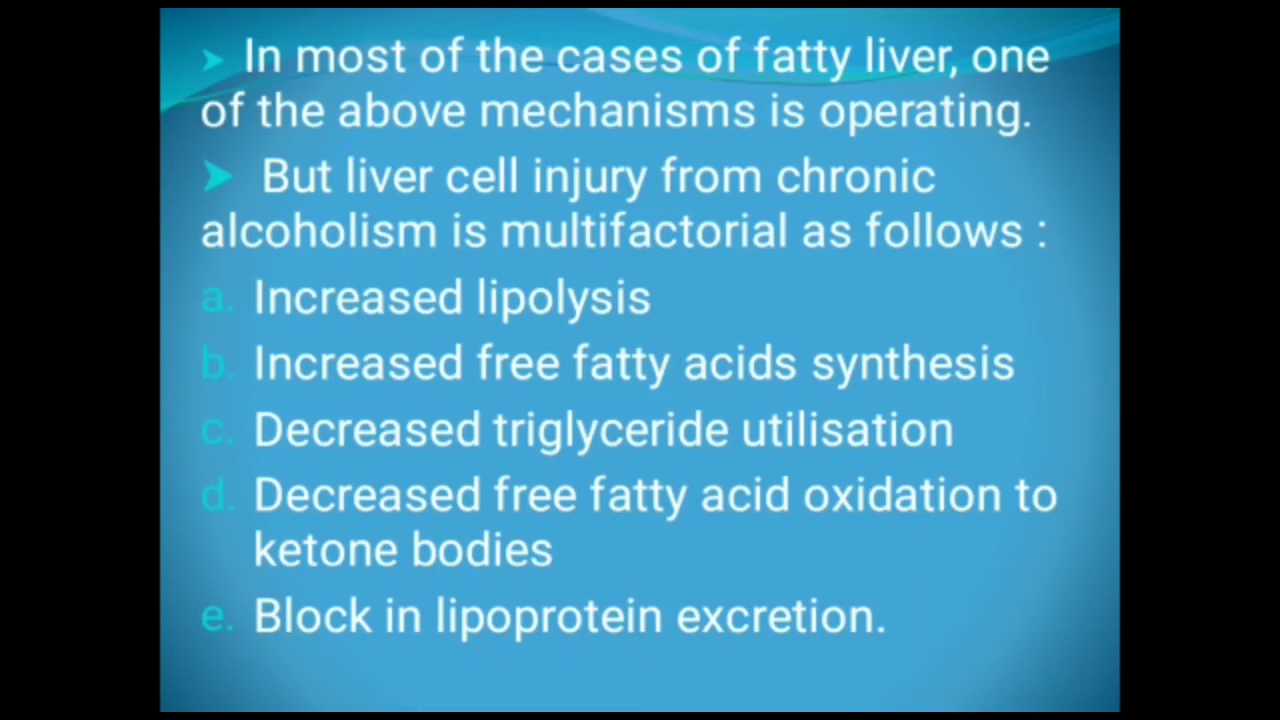 ➤ In most of the cases of fatty liver, one
of the above mechanisms is operating.
➤ But liver cell injury from chronic
alcoholism is multifactorial as follows :
a. Increased lipolysis
b. Increased free fatty acids synthesis
c. Decreased triglyceride utilisation
d. Decreased free fatty acid oxidation to
ketone bodies
e. Block in lipoprotein excretion.